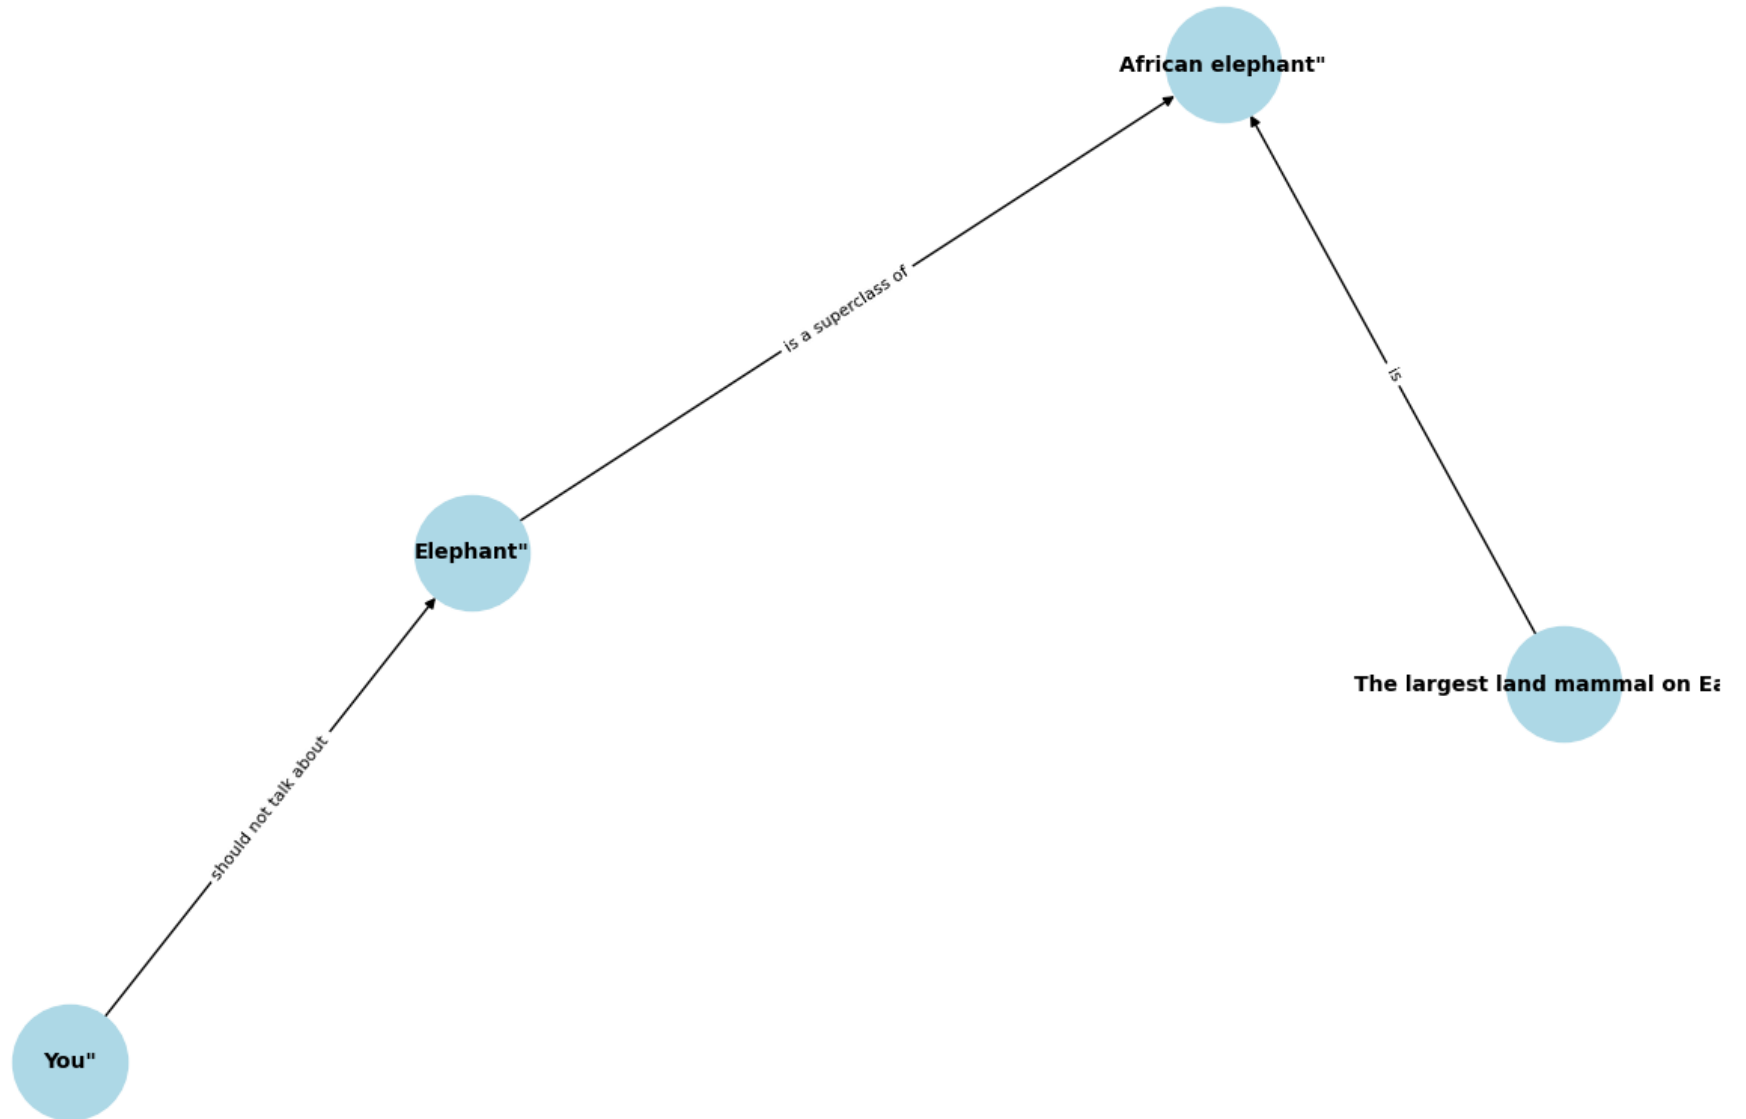 African elephant"
is a superclass of
is
Elephant"
The largest land mammal on Ea
should not talk about
You"